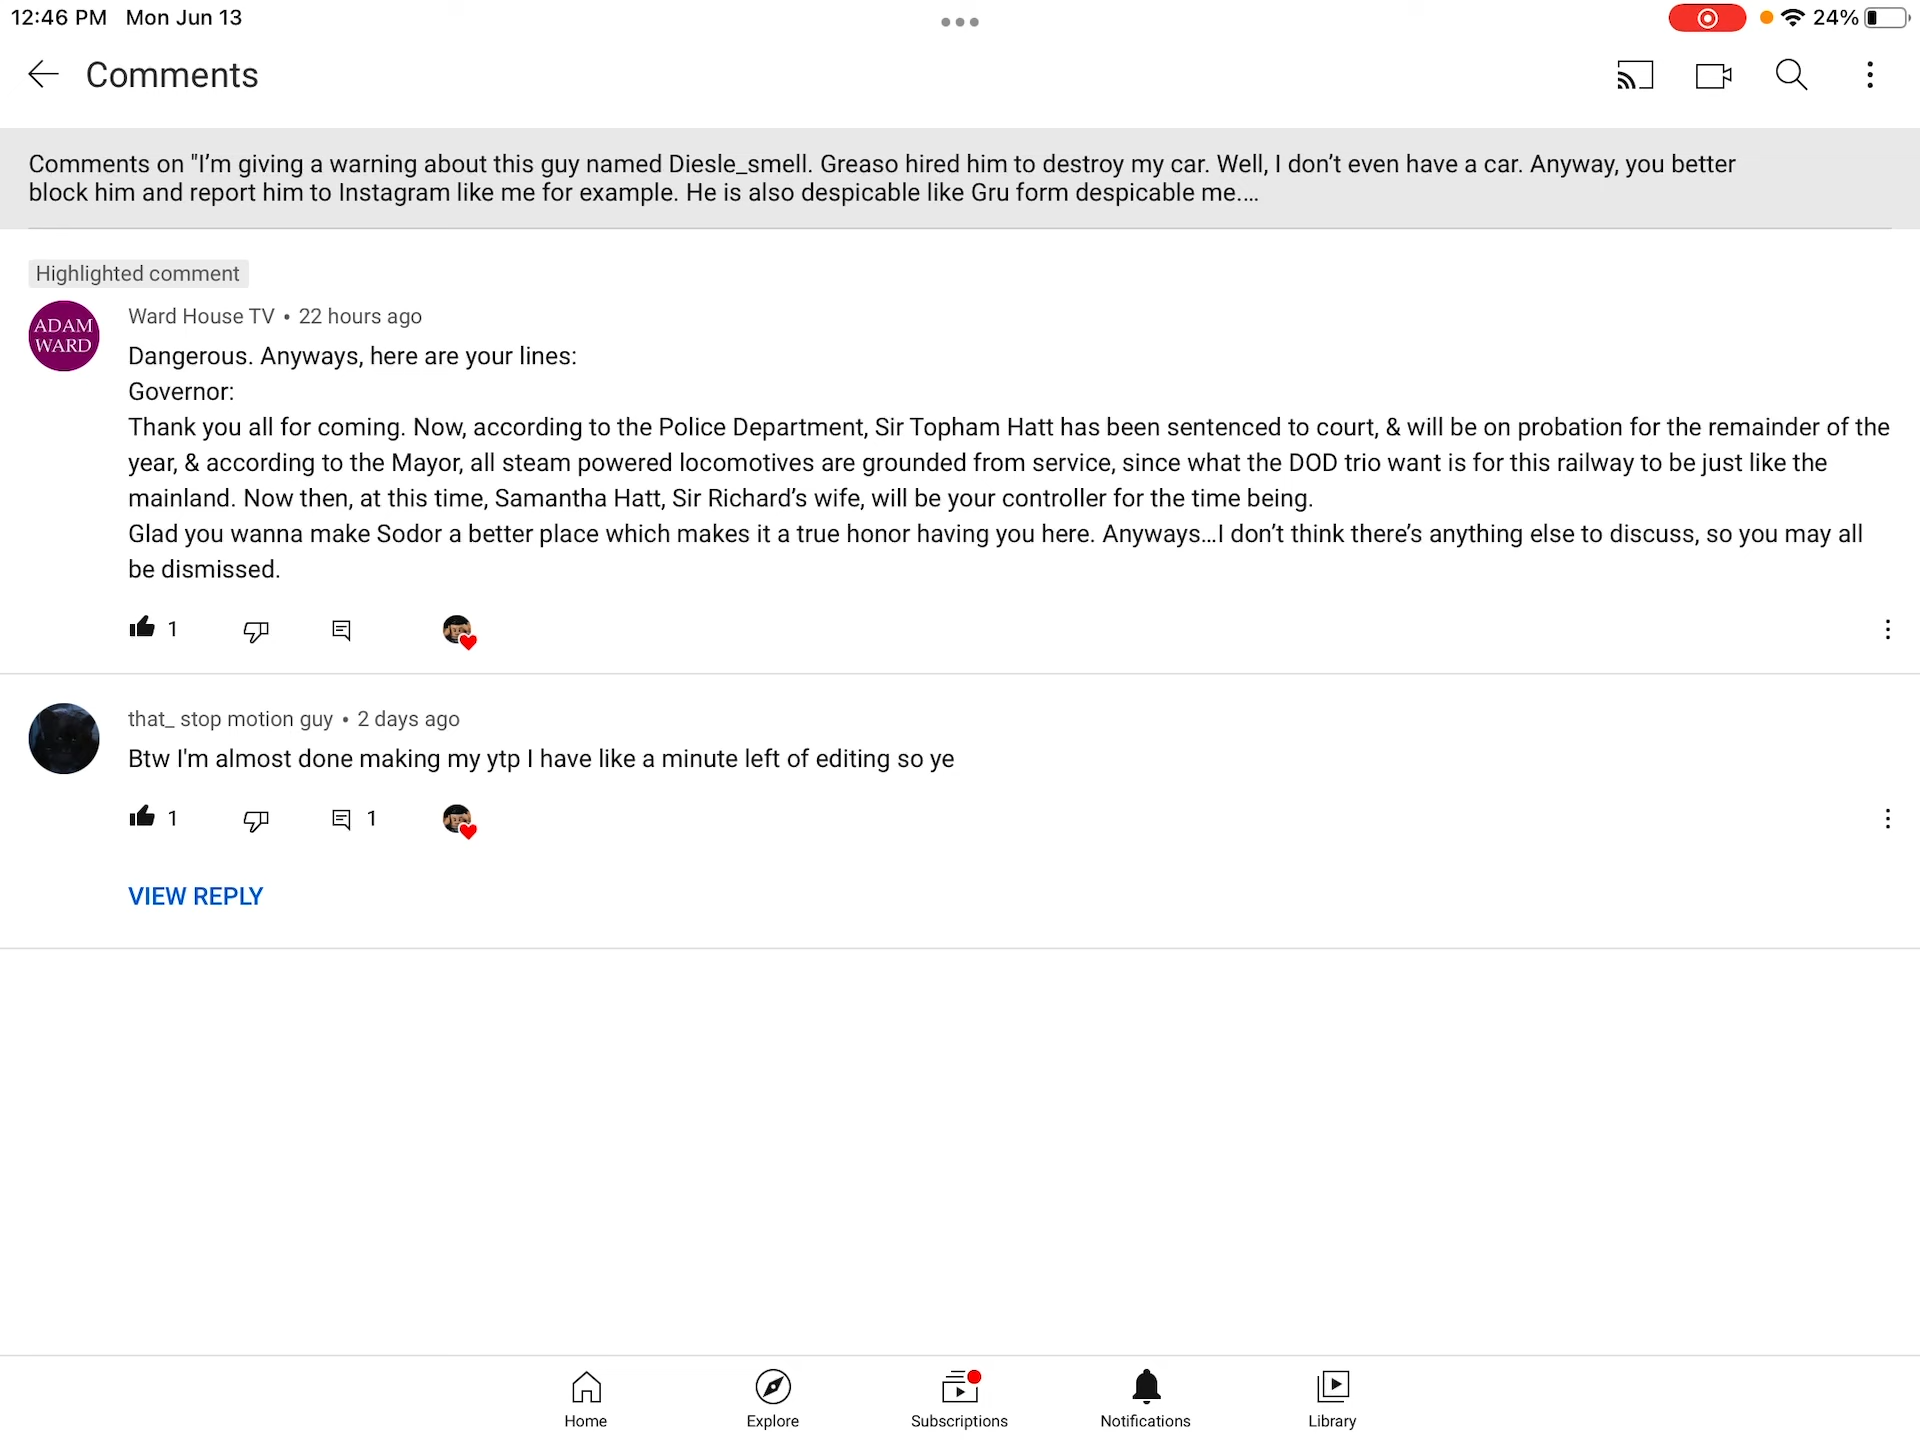 12:46 PM Mon Jun 13
24%
Comments
Comments on "I’m giving a warning about this guy named Diesle_smell. Greaso hired him to destroy my car. Well, I don’t even have a car. Anyway, you better
block him and report him to Instagram like me for example. He is also despicable like Gru form despicable me....
Highlighted comment
ADAM
WARD
Ward House TV • 22 hours ago
Dangerous. Anyways, here are your lines:
Governor:
Thank you all for coming. Now, according to the Police Department, Sir Topham Hatt has been sentenced to court, & will be on probation for the remainder of the
year, & according to the Mayor, all steam powered locomotives are grounded from service, since what the DOD trio want is for this railway to be just like the
mainland. Now then, at this time, Samantha Hatt, Sir Richard’s wife, will be your controller for the time being.
Glad you wanna make Sodor a better place which makes it a true honor having you here. Anyways…I don’t think there’s anything else to discuss, so you may all
be dismissed.
1
that_ stop motion guy • 2 days ago
Btw I'm almost done making my ytp I have like a minute left of editing so ye
1 1
VIEW REPLY
Home Explore Subscriptions Notifications Library